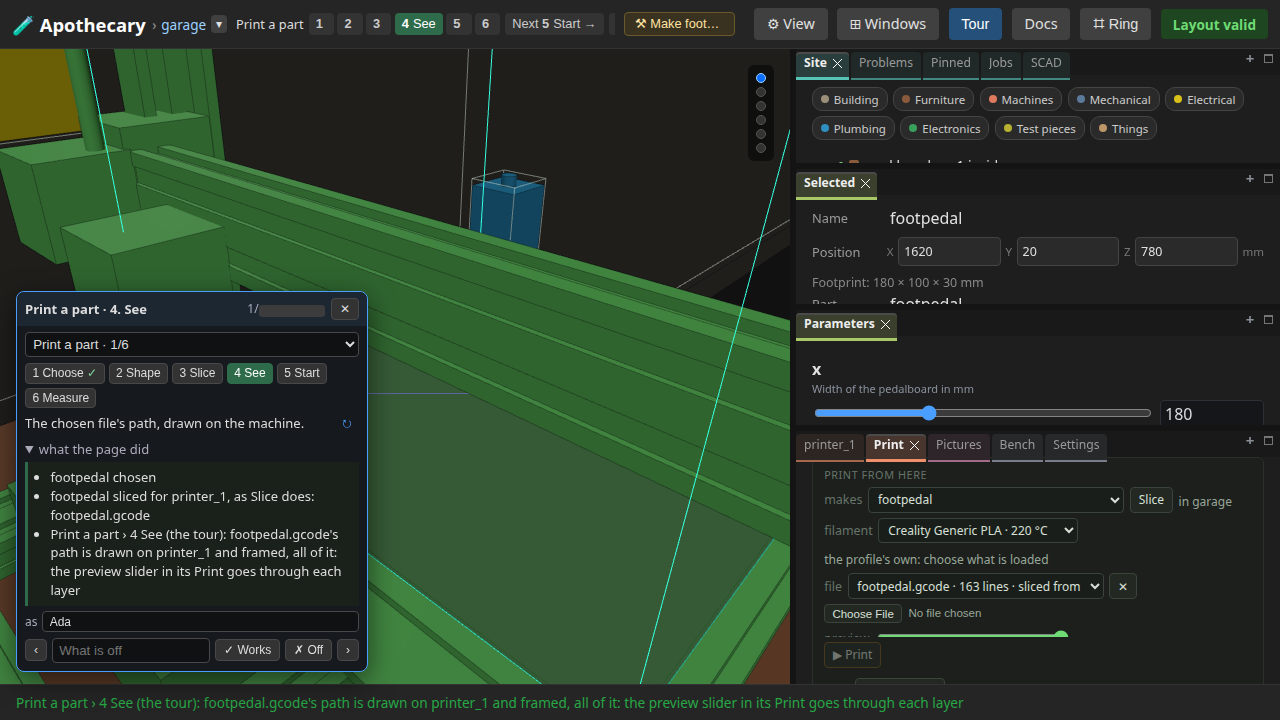 Apothecary › garage ▾ Print a part 1 2 3 4 See 5 6 Next 5 Start → ⚒ Make foot… ⚙ View ⊞ Windows Tour Docs ⌗ Ring Layout valid
Site Problems Pinned Jobs SCAD
Building Furniture Machines Mechanical Electrical
Plumbing Electronics Test pieces Things
Selected
Name footpedal
Position X 1620 Y 20 Z 780 mm
Footprint: 180 × 100 × 30 mm
Part footpedal
Parameters
x
Width of the pedalboard in mm
180
printer_1 Print Pictures Bench Settings
PRINT FROM HERE
makes footpedal Slice in garage
filament Creality Generic PLA · 220 °C
the profile's own: choose what is loaded
file footpedal.gcode · 163 lines · sliced from ✕
Choose File No file chosen
▶ Print
Print a part · 4. See 1/ ✕
Print a part · 1/6
1 Choose ✓ 2 Shape 3 Slice 4 See 5 Start
6 Measure
The chosen file's path, drawn on the machine. ↻
▼ what the page did
• footpedal chosen
• footpedal sliced for printer_1, as Slice does:
footpedal.gcode
• Print a part › 4 See (the tour): footpedal.gcode's
path is drawn on printer_1 and framed, all of it:
the preview slider in its Print goes through each
layer
as Ada
‹ What is off ✓ Works ✗ Off ›
Print a part › 4 See (the tour): footpedal.gcode's path is drawn on printer_1 and framed, all of it: the preview slider in its Print goes through each layer